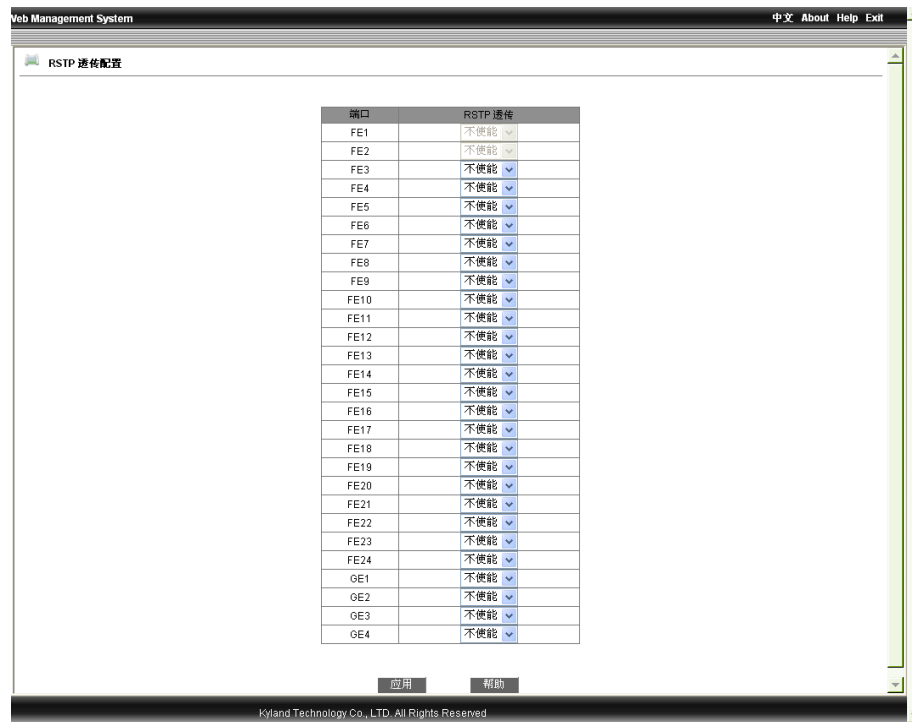 Web Management System 中文 About Help Exit
RSTP 透传配置
端口 RSTP 透传
FE1 不使能
FE2 不使能
FE3 不使能
FE4 不使能
FE5 不使能
FE6 不使能
FE7 不使能
FE8 不使能
FE9 不使能
FE10 不使能
FE11 不使能
FE12 不使能
FE13 不使能
FE14 不使能
FE15 不使能
FE16 不使能
FE17 不使能
FE18 不使能
FE19 不使能
FE20 不使能
FE21 不使能
FE22 不使能
FE23 不使能
FE24 不使能
GE1 不使能
GE2 不使能
GE3 不使能
GE4 不使能
应用 帮助
Kyland Technology Co., LTD. All Rights Reserved